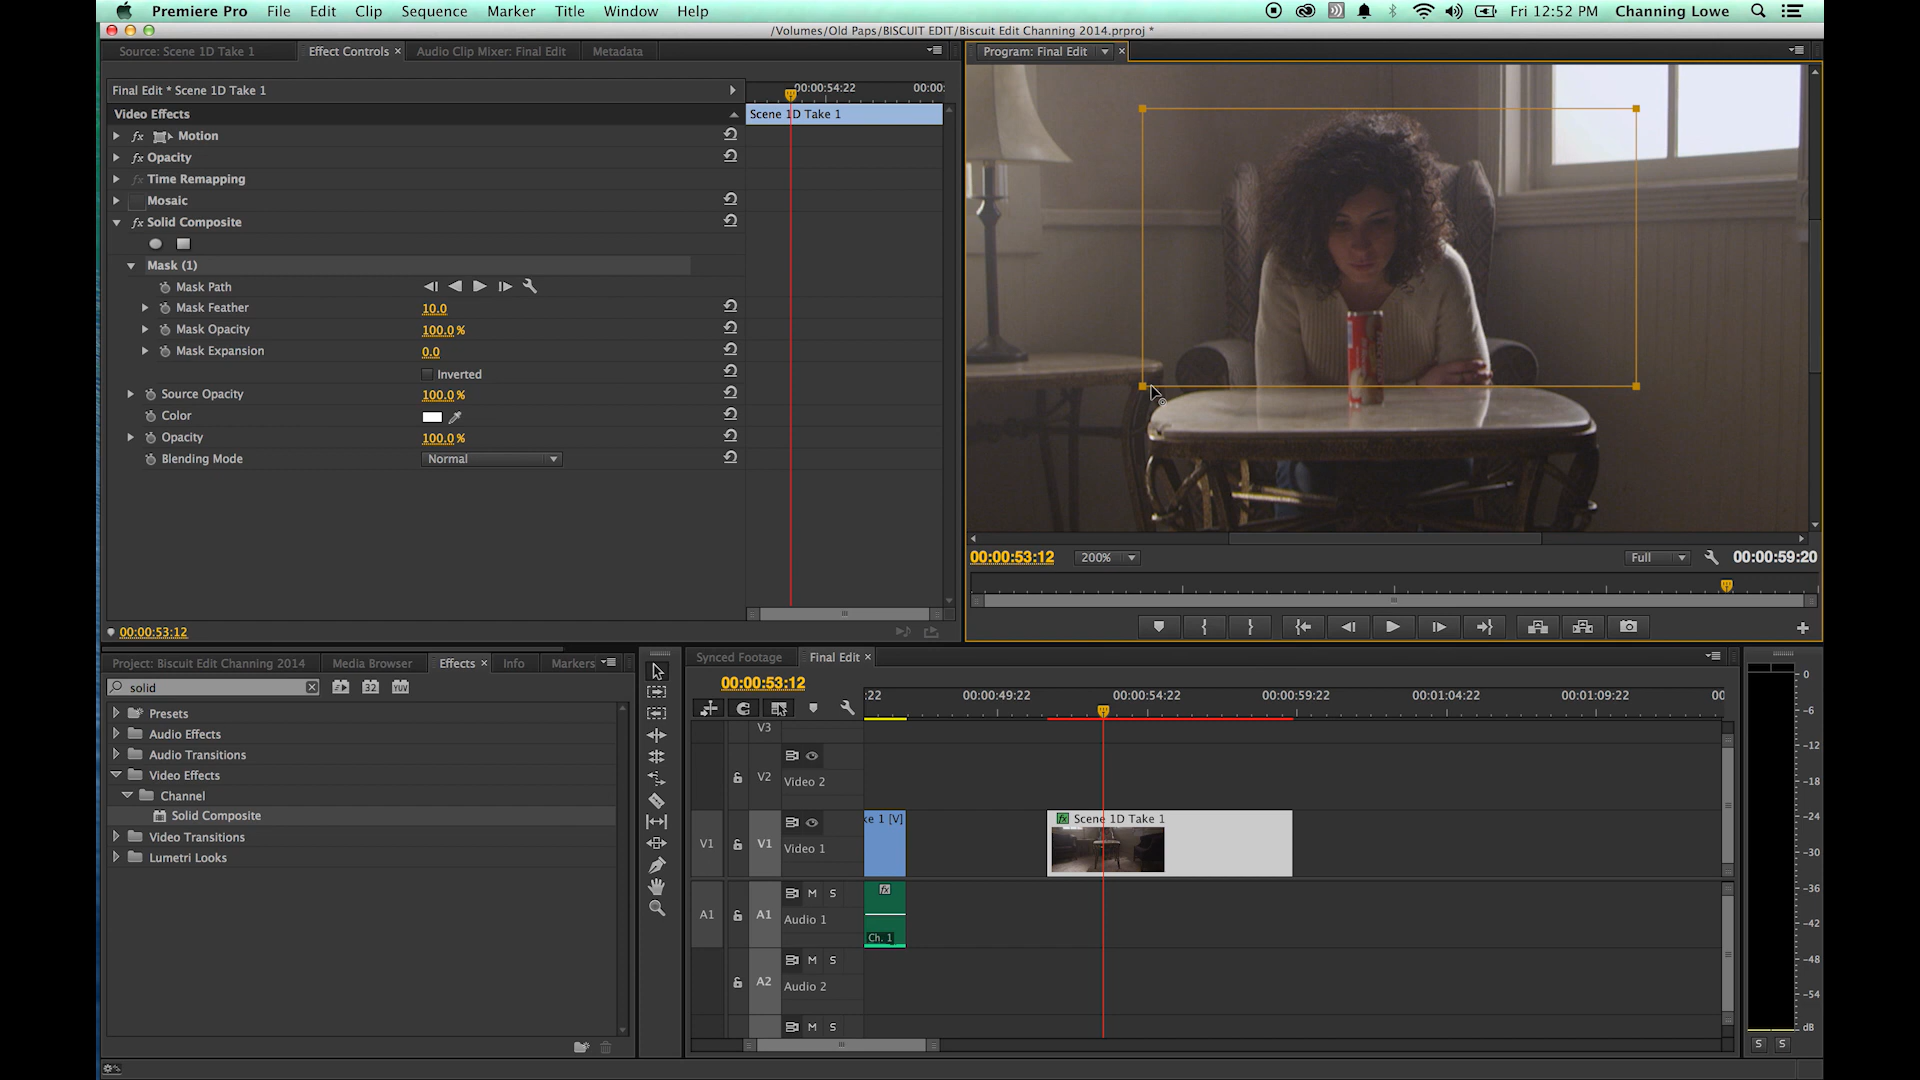 Premiere Pro File Edit Clip Sequence Marker Title Window Help Fri 12:52 PM Channing Lowe
/Volumes/Old Paps/BISCUIT EDIT/Biscuit Edit Channing 2014.prproj *
Source: Scene 1D Take 1 Effect Controls × Audio Clip Mixer: Final Edit Metadata
Final Edit * Scene 1D Take 1
00:00:54:22 00:00:
Video Effects
Scene 1D Take 1
fx Motion
fx Opacity
fx Time Remapping
Mosaic
fx Solid Composite
Mask (1)
Mask Path
Mask Feather 10.0
Mask Opacity 100.0 %
Mask Expansion 0.0
Inverted
Source Opacity 100.0 %
Color
Opacity 100.0 %
Blending Mode Normal
00:00:53:12
Program: Final Edit ×
00:00:53:12 200% Full 00:00:59:20
Project: Biscuit Edit Channing 2014 Media Browser Effects × Info Markers
solid
32 YUV
Presets
Audio Effects
Audio Transitions
Video Effects
Channel
Solid Composite
Video Transitions
Lumetri Looks
Synced Footage Final Edit ×
00:00:53:12
:22 00:00:49:22 00:00:54:22 00:00:59:22 00:01:04:22 00:01:09:22 00
V3
V2 Video 2
V1 V1 Video 1
ke 1 [V]
fx Scene 1D Take 1
A1 A1 M S
Audio 1
fx
Ch. 1
A2 M S
Audio 2
M S
0
-6
-12
-18
-24
-30
-36
-42
-48
-54
dB
S S